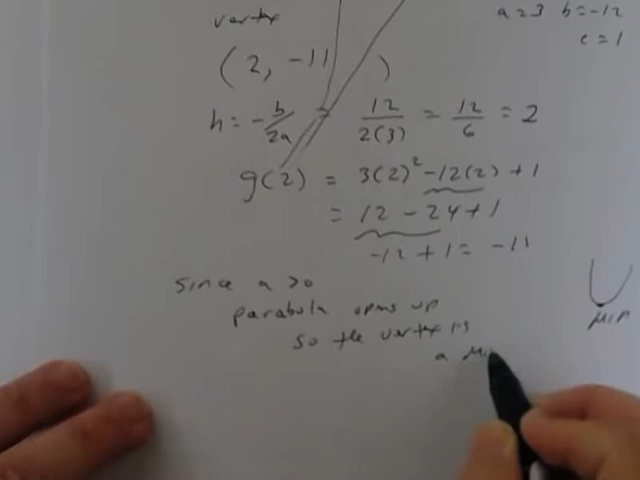 vertex
a = 3 b = -12
c = 1
(2, -11)
h = -b/2a = 12/2(3) = 12/6 = 2
g(2) = 3(2)² - 12(2) + 1
= 12 - 24 + 1
-12 + 1 = -11
since a > 0
parabola opens up
so the vertex is
a Min
Min